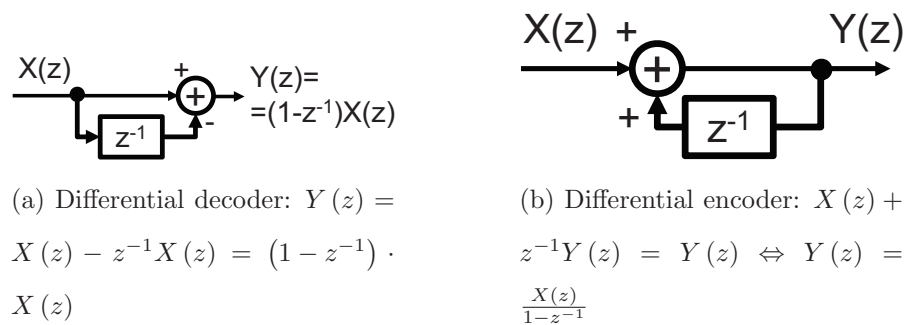 X(z)
+
+
-
z⁻¹
Y(z)=
=(1-z⁻¹)X(z)
X(z)
+
+
+
z⁻¹
Y(z)
(a) Differential decoder: Y (z) =
X (z) − z⁻¹X (z) = (1 − z⁻¹) ·
X (z)
(b) Differential encoder: X (z) +
z⁻¹Y (z) = Y (z) ⇔ Y (z) =
X(z)
1−z⁻¹